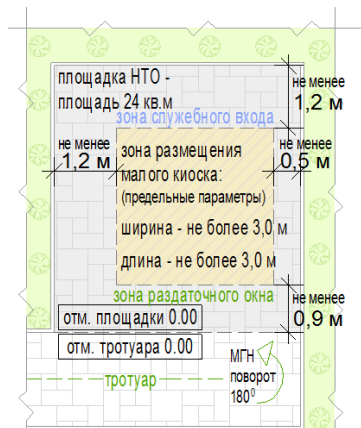 площадка НТО -
площадь 24 кв.м
не менее
1,2 м
зона служебного входа
не менее
1,2 м
зона размещения
малого киоска:
(предельные параметры)
ширина - не более 3,0 м
длина - не более 3,0 м
не менее
0,5 м
зона раздаточного окна
не менее
0,9 м
отм. площадки 0.00
отм. тротуара 0.00
тротуар
МГН
поворот
180⁰